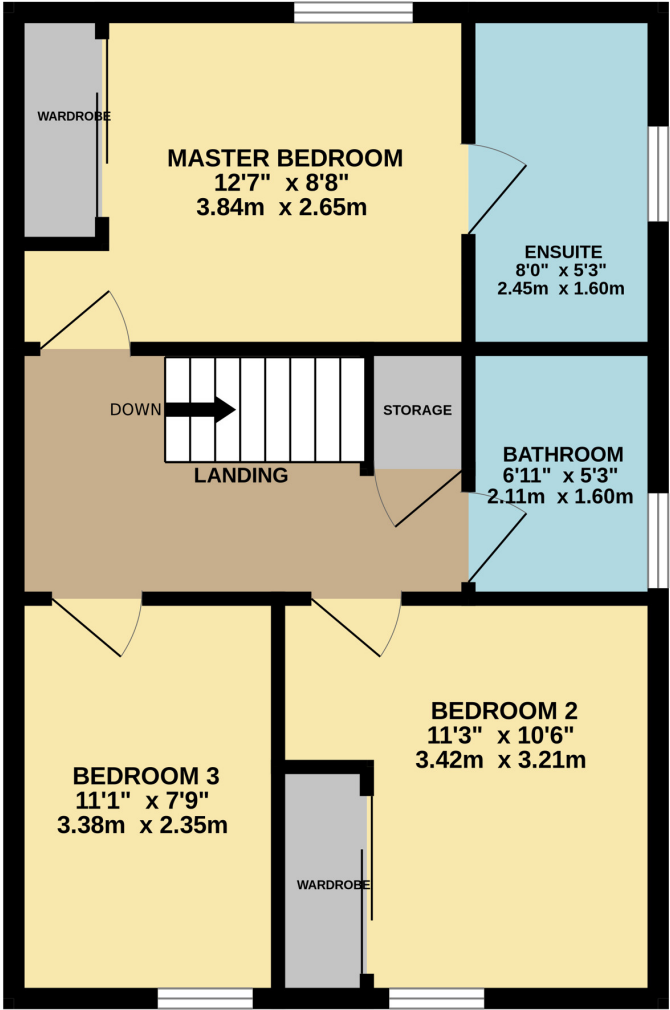 WARDROBE
MASTER BEDROOM
12'7" x 8'8"
3.84m x 2.65m
ENSUITE
8'0" x 5'3"
2.45m x 1.60m
DOWN
STORAGE
LANDING
BATHROOM
6'11" x 5'3"
2.11m x 1.60m
BEDROOM 2
11'3" x 10'6"
3.42m x 3.21m
BEDROOM 3
11'1" x 7'9"
3.38m x 2.35m
WARDROBE